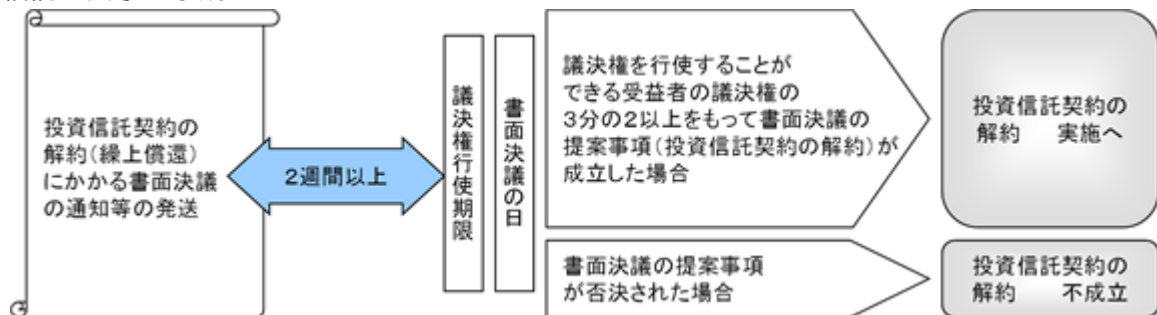 投資信託契約の
解約（繰上償還）
にかかる書面決議
の通知等の発送
2週間以上
議決権行使期限
書面決議の日
議決権を行使することが
できる受益者の議決権の
3分の2以上をもって書面決議の
提案事項（投資信託契約の解約）が
成立した場合
投資信託契約の
解約　　実施へ
書面決議の提案事項
が否決された場合
投資信託契約の
解約　　不成立